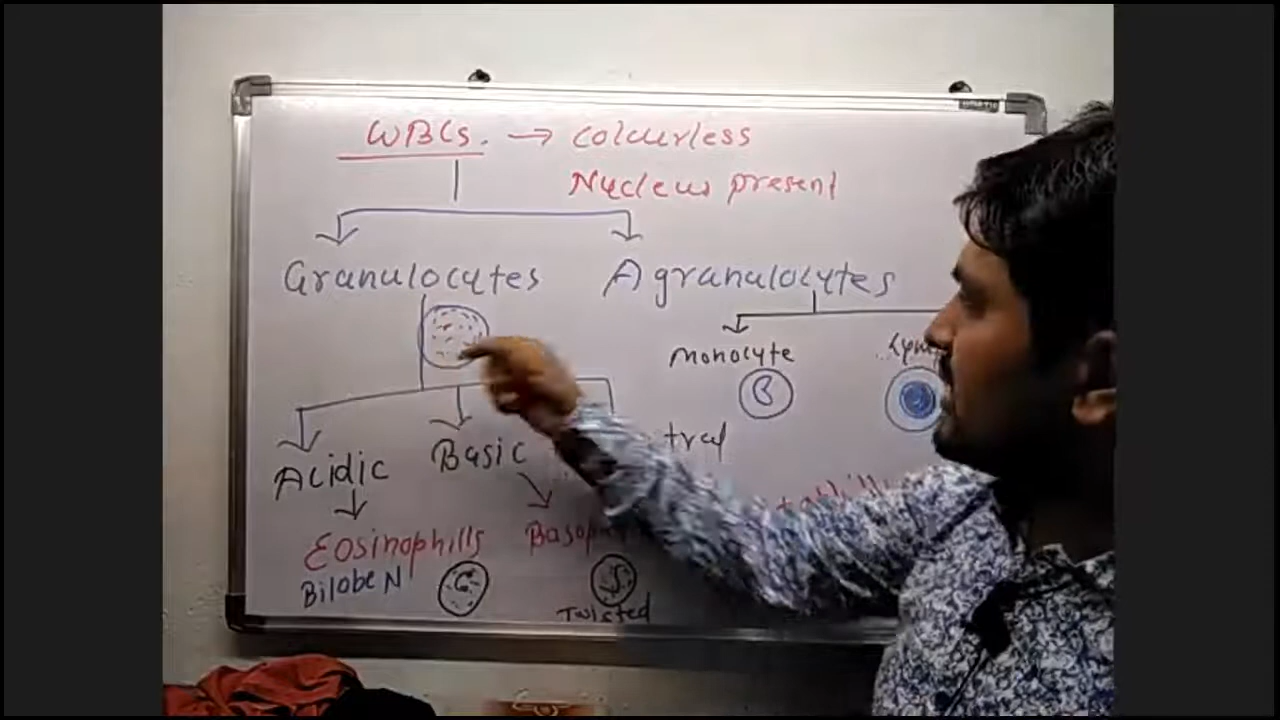 WBCs. → Colourless
Nucleus present
Granulocytes
Agranulocytes
Monocyte
Acidic
Basic
Eosinophills
Bilobe N
Twisted